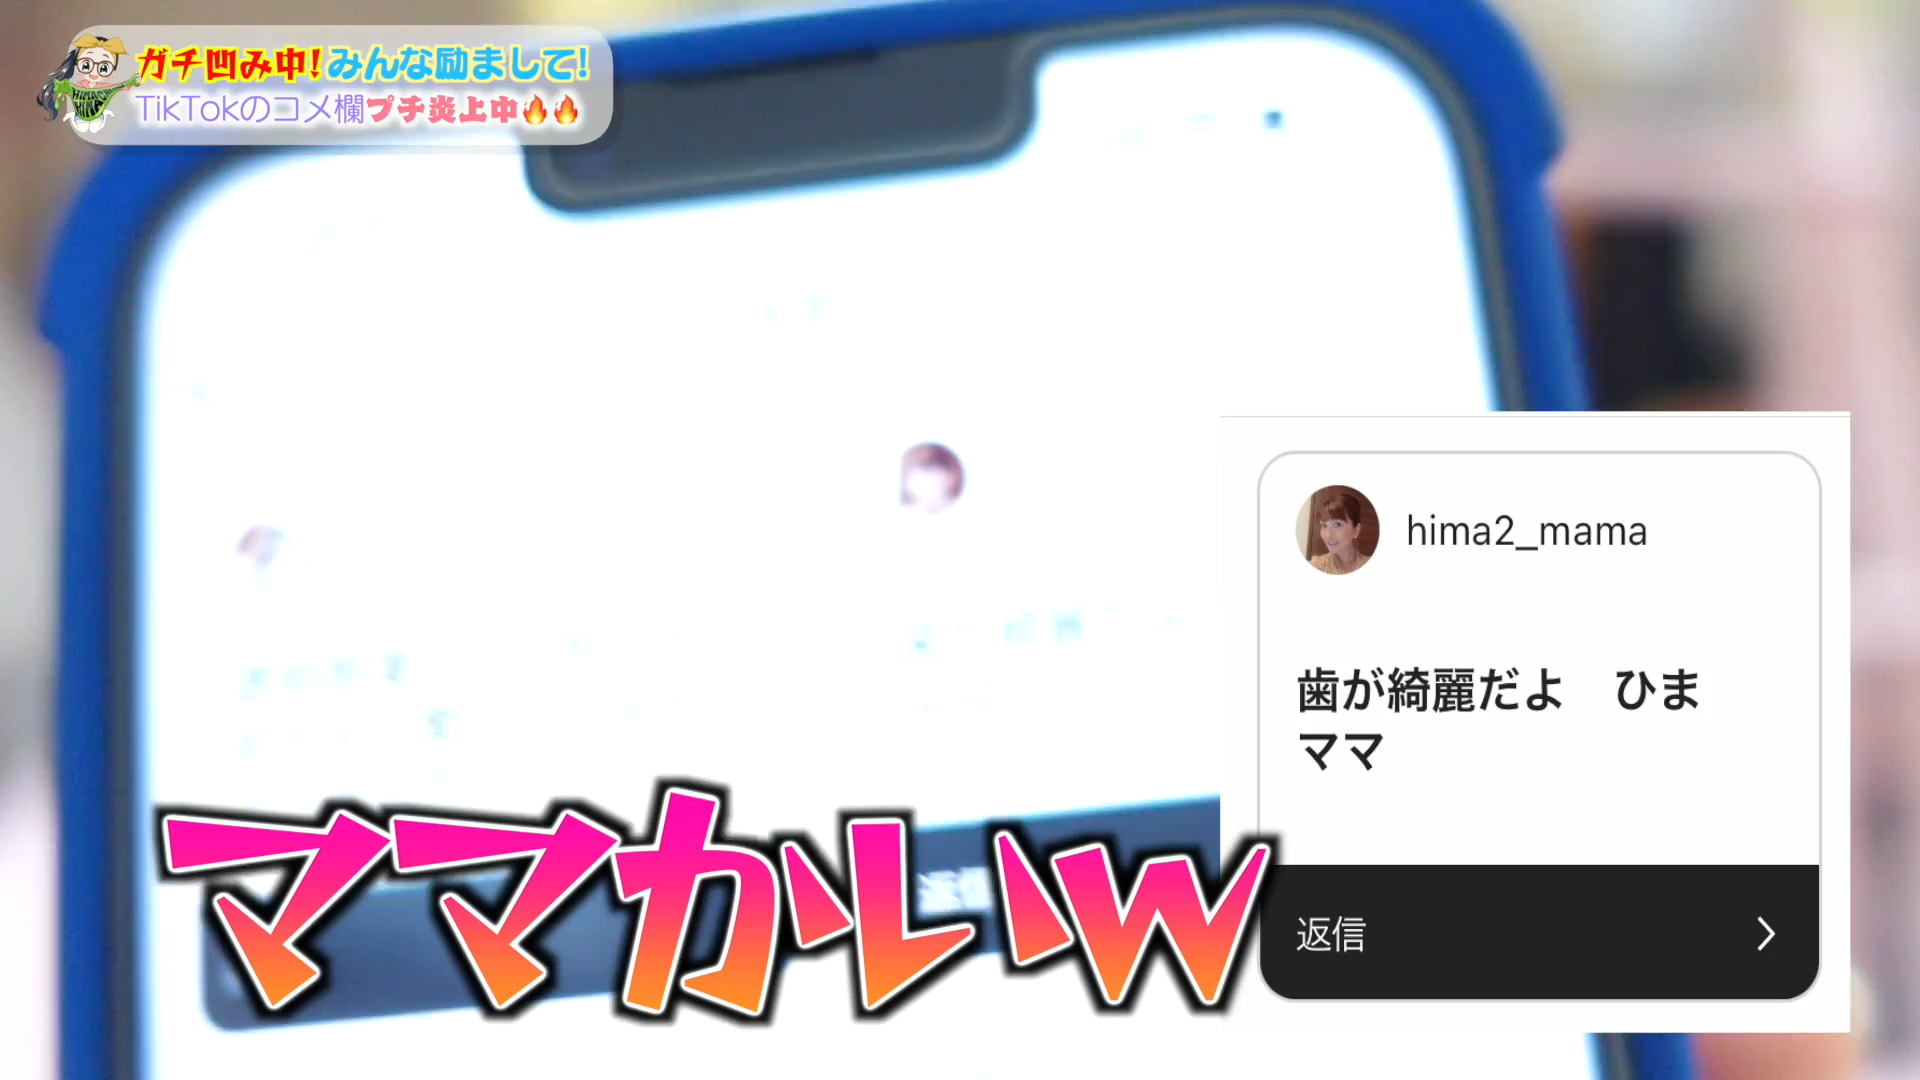 ガチ凹み中!みんな励まして!
TikTokのコメ欄プチ炎上中🔥🔥
hima2_mama
歯が綺麗だよ　ひま
ママ
ママかいw
返信